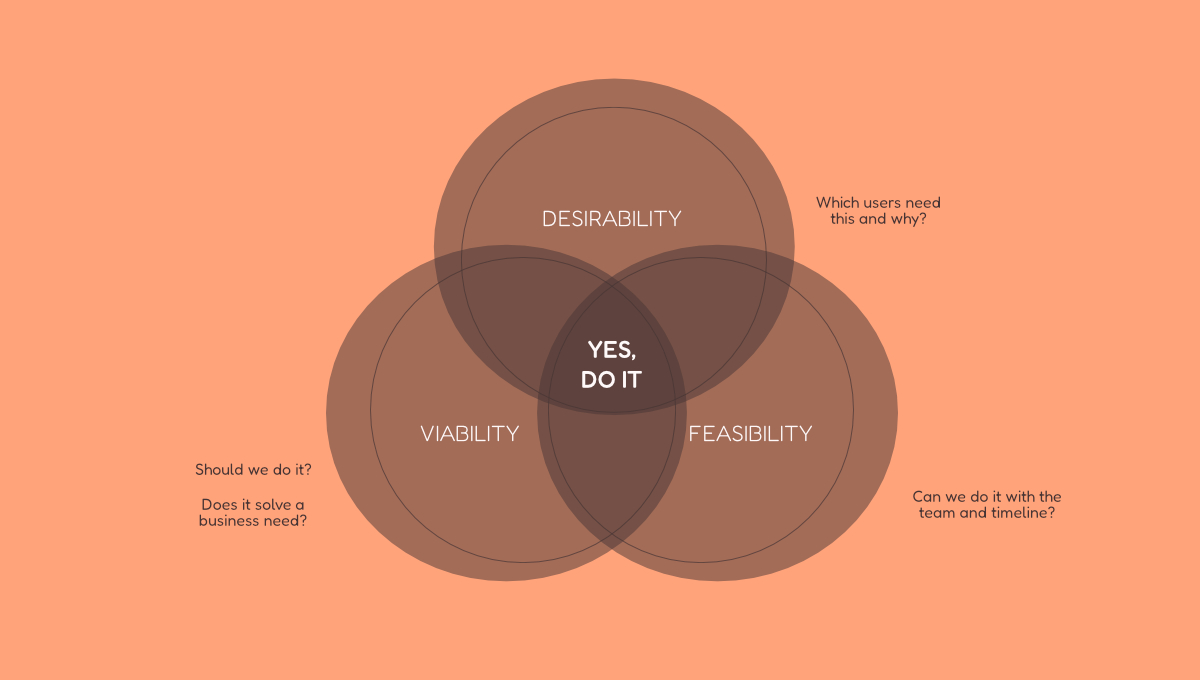 DESIRABILITY
Which users need
this and why?
YES,
DO IT
VIABILITY
FEASIBILITY
Should we do it?
Does it solve a
business need?
Can we do it with the
team and timeline?